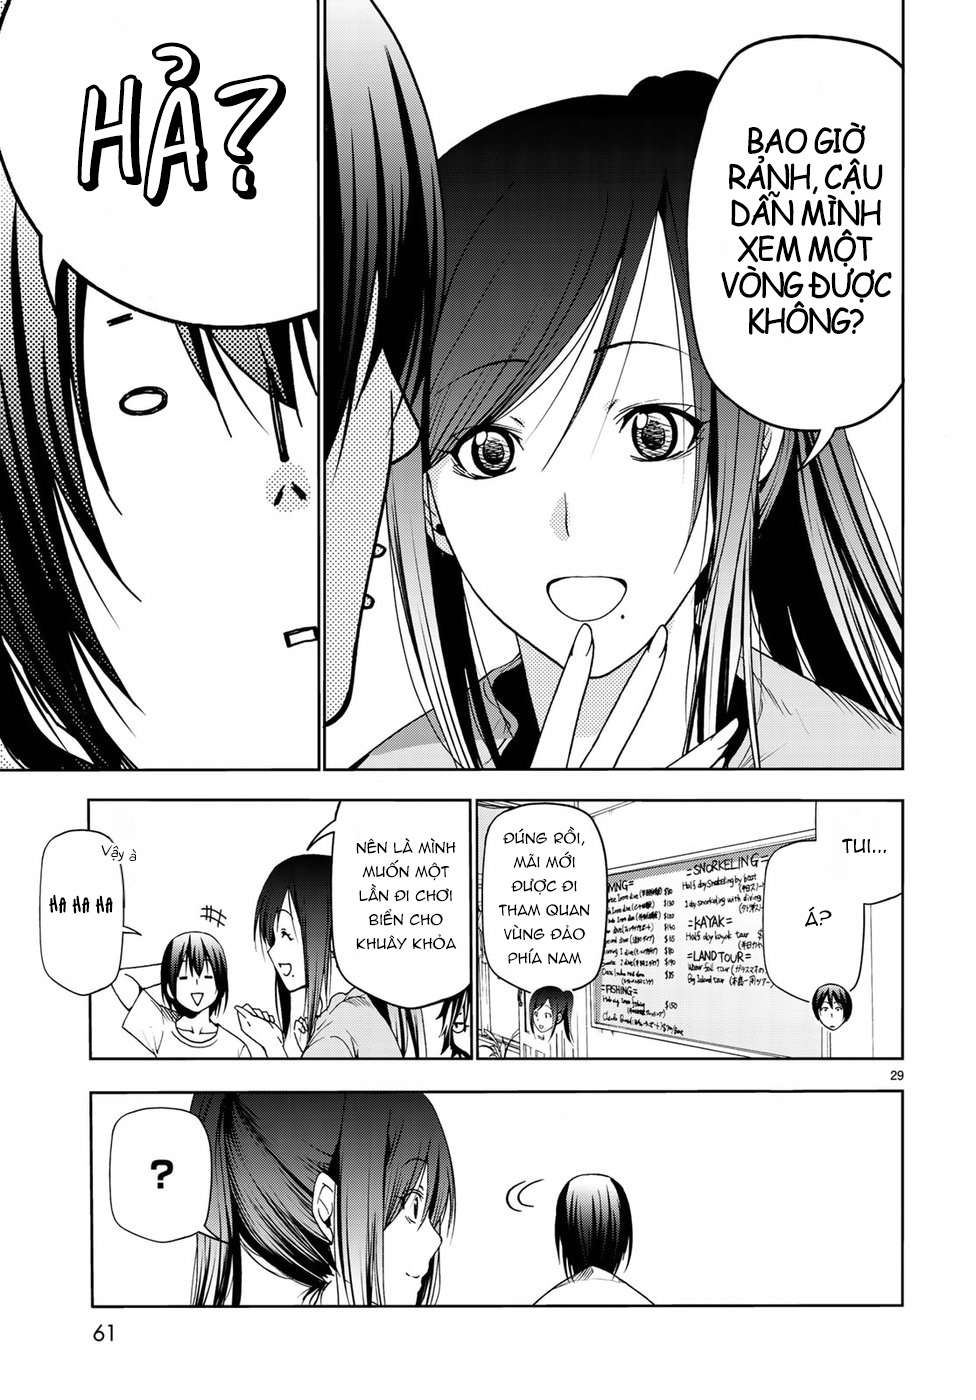 BAO GIỜ
RẢNH, CẬU
DẪN MÌNH
XEM MỘT
VÒNG ĐƯỢC
KHÔNG?
HẢ?
TUI...
Á?
ĐÚNG RỒI,
MÃI MỚI
ĐƯỢC ĐI
THAM QUAN
VÙNG ĐẢO
PHÍA NAM
=SNORKELING=
=KAYAK=
=LAND TOUR=
=FISHING=
NÊN LÀ MÌNH
MUỐN MỘT
LẦN ĐI CHƠI
BIỂN CHO
KHUÂY KHỎA
Vậy à
HA HA HA
29
?
61